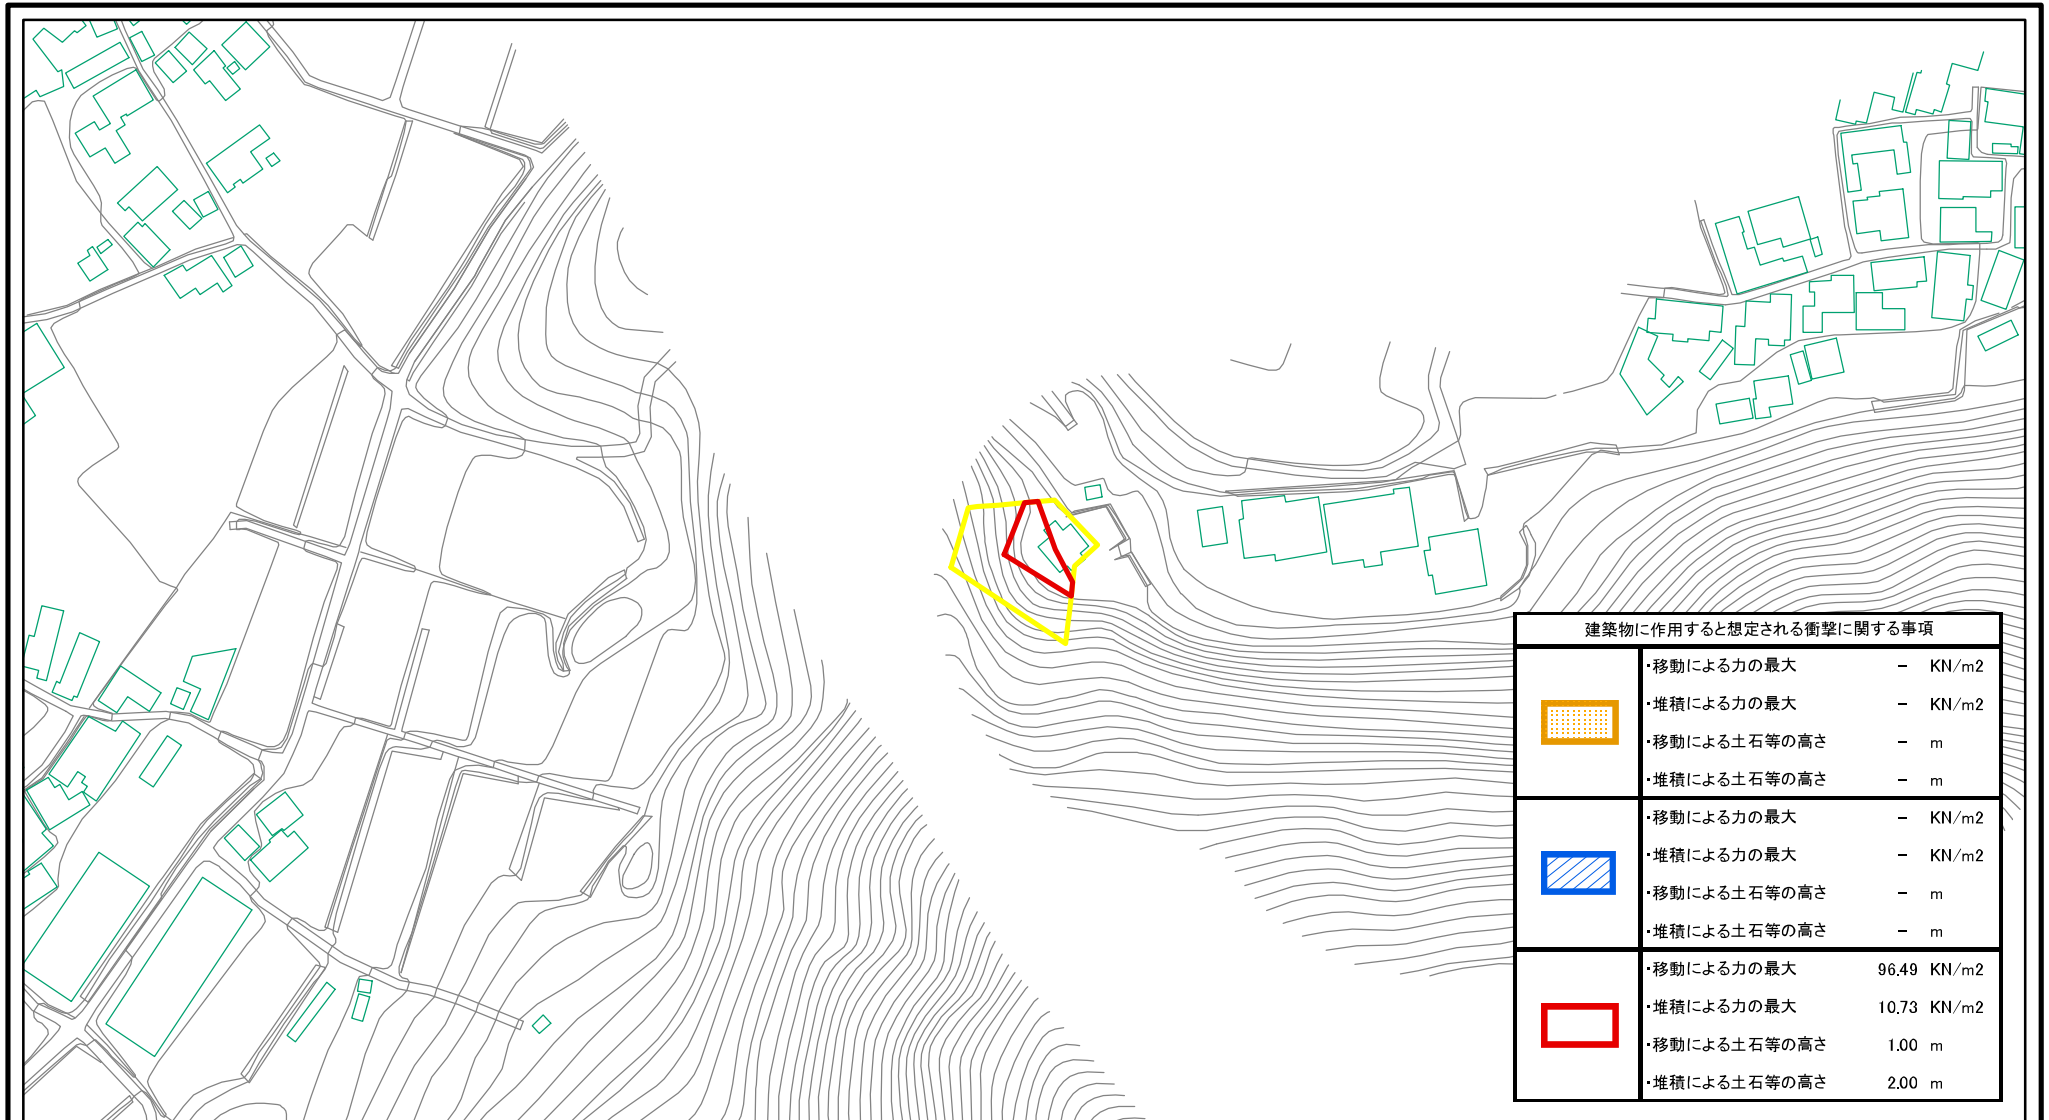 建築物に作用すると想定される衝撃に関する事項
・移動による力の最大 － KN/m2
・堆積による力の最大 － KN/m2
・移動による土石等の高さ － m
・堆積による土石等の高さ － m
・移動による力の最大 － KN/m2
・堆積による力の最大 － KN/m2
・移動による土石等の高さ － m
・堆積による土石等の高さ － m
・移動による力の最大 96.49 KN/m2
・堆積による力の最大 10.73 KN/m2
・移動による土石等の高さ 1.00 m
・堆積による土石等の高さ 2.00 m